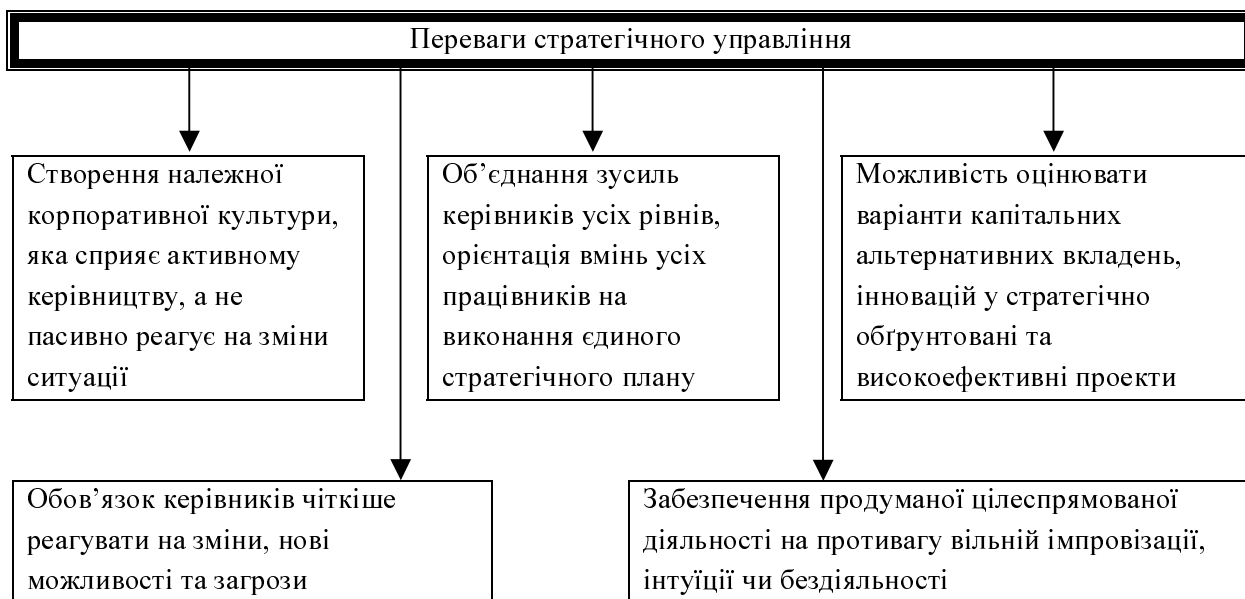 Переваги стратегічного управління
Створення належної
корпоративної культури,
яка сприяє активному
керівництву, а не
пасивно реагує на зміни
ситуації
Об’єднання зусиль
керівників усіх рівнів,
орієнтація вмінь усіх
працівників на
виконання єдиного
стратегічного плану
Можливість оцінювати
варіанти капітальних
альтернативних вкладень,
інновацій у стратегічно
обґрунтовані та
високоефективні проекти
Обов’язок керівників чіткіше
реагувати на зміни, нові
можливості та загрози
Забезпечення продуманої цілеспрямованої
діяльності на противагу вільній імпровізації,
інтуїції чи бездіяльності